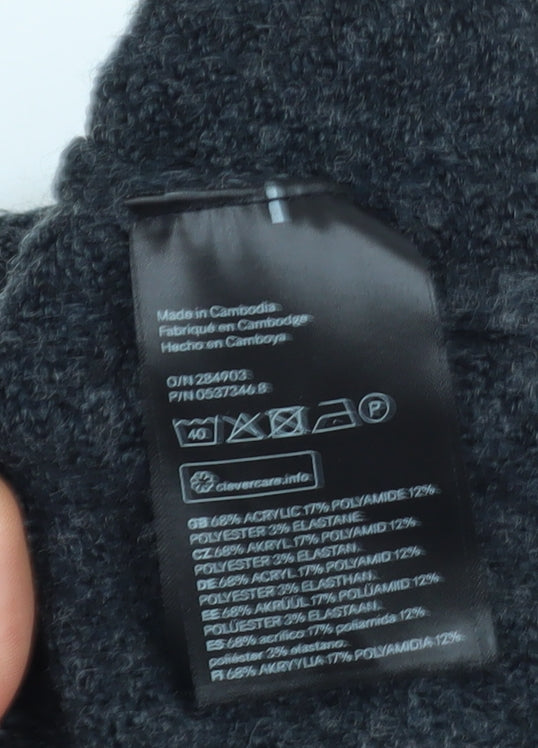 Made in Cambodia
Fabriqué en Cambodge
Hecho en Camboya
O/N 284903
P/N 0537346 8
40 P
clevercare.info
GB 68% ACRYLIC 17% POLYAMIDE 12%
POLYESTER 3% ELASTANE
CZ 68% AKRYL 17% POLYAMID 12%
POLYESTER 3% ELASTAN.
DE 68% ACRYL 17% POLYAMID 12%
POLYESTER 3% ELASTHAN.
EE 68% AKRÜÜL 17% POLÜAMIID 12%
POLÜESTER 3% ELASTAAN.
ES 68% acrílico 17% poliamida 12%
poliéster 3% elastano.
FI 68% AKRYYLIA 17% POLYAMIDIA 12%